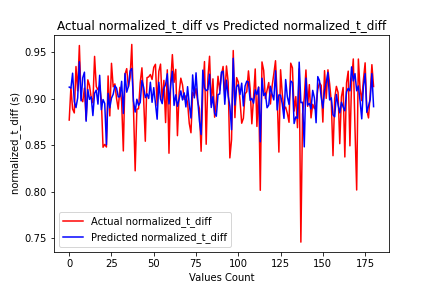 Actual normalized_t_diff vs Predicted normalized_t_diff
normalized_t_diff (s)
0.95
0.90
0.85
0.80
0.75
Actual normalized_t_diff
Predicted normalized_t_diff
0 25 50 75 100 125 150 175
Values Count